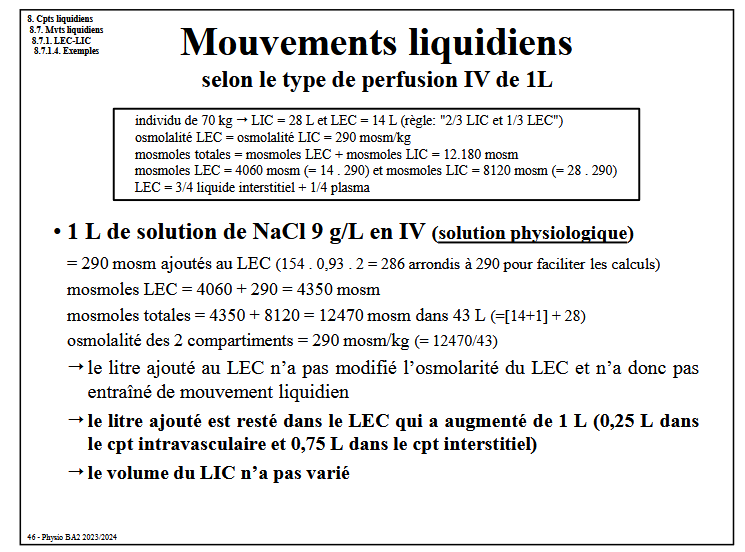 8. Cpts liquidiens
8.7. Mvts liquidiens
8.7.1. LEC-LIC
8.7.1.4. Exemples
Mouvements liquidiens
selon le type de perfusion IV de 1L
individu de 70 kg → LIC = 28 L et LEC = 14 L (règle: "2/3 LIC et 1/3 LEC")
osmolalité LEC = osmolalité LIC = 290 mosm/kg
mosmoles totales = mosmoles LEC + mosmoles LIC = 12.180 mosm
mosmoles LEC = 4060 mosm (= 14 . 290) et mosmoles LIC = 8120 mosm (= 28 . 290)
LEC = 3/4 liquide interstitiel + 1/4 plasma
• 1 L de solution de NaCl 9 g/L en IV (solution physiologique)
= 290 mosm ajoutés au LEC (154 . 0,93 . 2 = 286 arrondis à 290 pour faciliter les calculs)
mosmoles LEC = 4060 + 290 = 4350 mosm
mosmoles totales = 4350 + 8120 = 12470 mosm dans 43 L (=[14+1] + 28)
osmolalité des 2 compartiments = 290 mosm/kg (= 12470/43)
→ le litre ajouté au LEC n'a pas modifié l'osmolarité du LEC et n'a donc pas
entraîné de mouvement liquidien
→ le litre ajouté est resté dans le LEC qui a augmenté de 1 L (0,25 L dans
le cpt intravasculaire et 0,75 L dans le cpt interstitiel)
→ le volume du LIC n'a pas varié
46 - Physio BA2 2023/2024